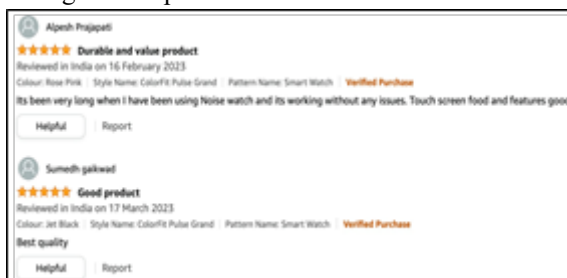 Alpesh Prajapati
Durable and value product
Reviewed in India on 16 February 2023
Colour: Rose Pink | Style Name: ColorFit Pulse Grand | Pattern Name: Smart Watch | Verified Purchase
Its been very long when I have been using Noise watch and its working without any issues. Touch screen food and features good
Helpful | Report
Sumedh gaikwad
Good product
Reviewed in India on 17 March 2023
Colour: Jet Black | Style Name: ColorFit Pulse Grand | Pattern Name: Smart Watch | Verified Purchase
Best quality
Helpful | Report